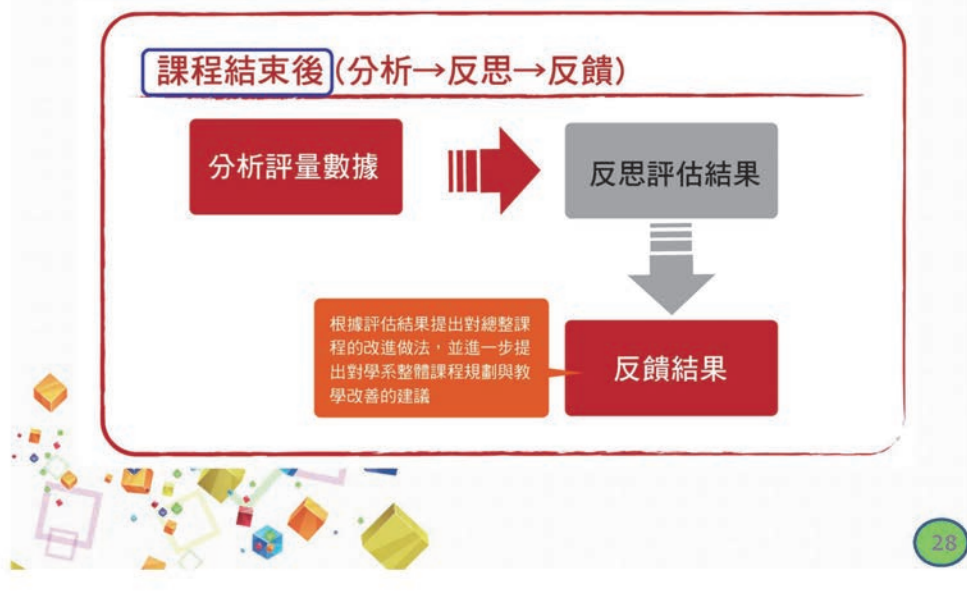 課程結束後(分析→反思→反饋)
分析評量數據
反思評估結果
根據評估結果提出對總整課
程的改進做法，並進一步提
出對學系整體課程規劃與教
學改善的建議
反饋結果
28